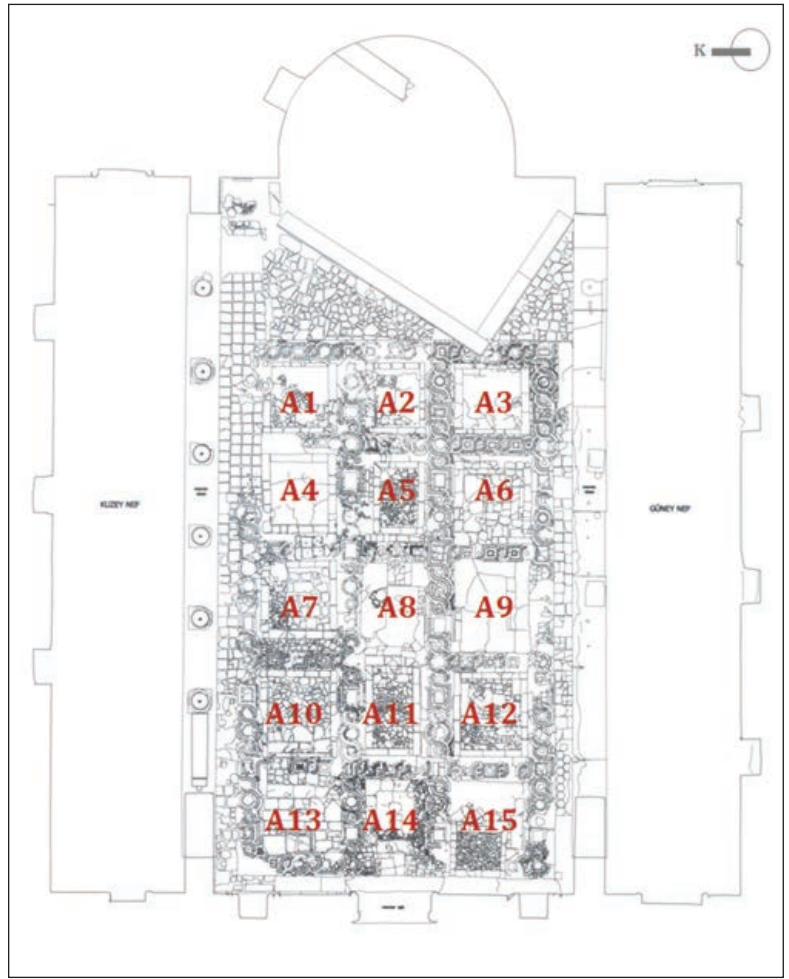 K
A1 A2 A3
A4 A5 A6
KUZEY NEF
GÜNEY NEF
A7 A8 A9
A10 A11 A12
A13 A14 A15